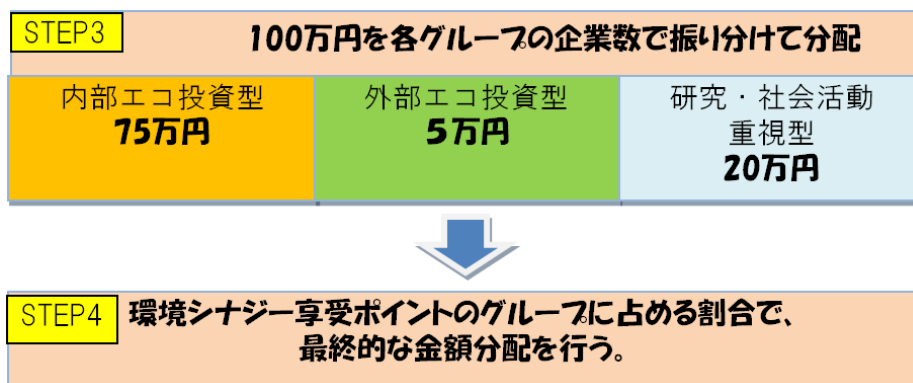 STEP3
100万円を各グループの企業数で振り分けて分配
内部エコ投資型
75万円
外部エコ投資型
5万円
研究・社会活動
重視型
20万円
STEP4
環境シナジー享受ポイントのグループに占める割合で、
最終的な金額分配を行う。